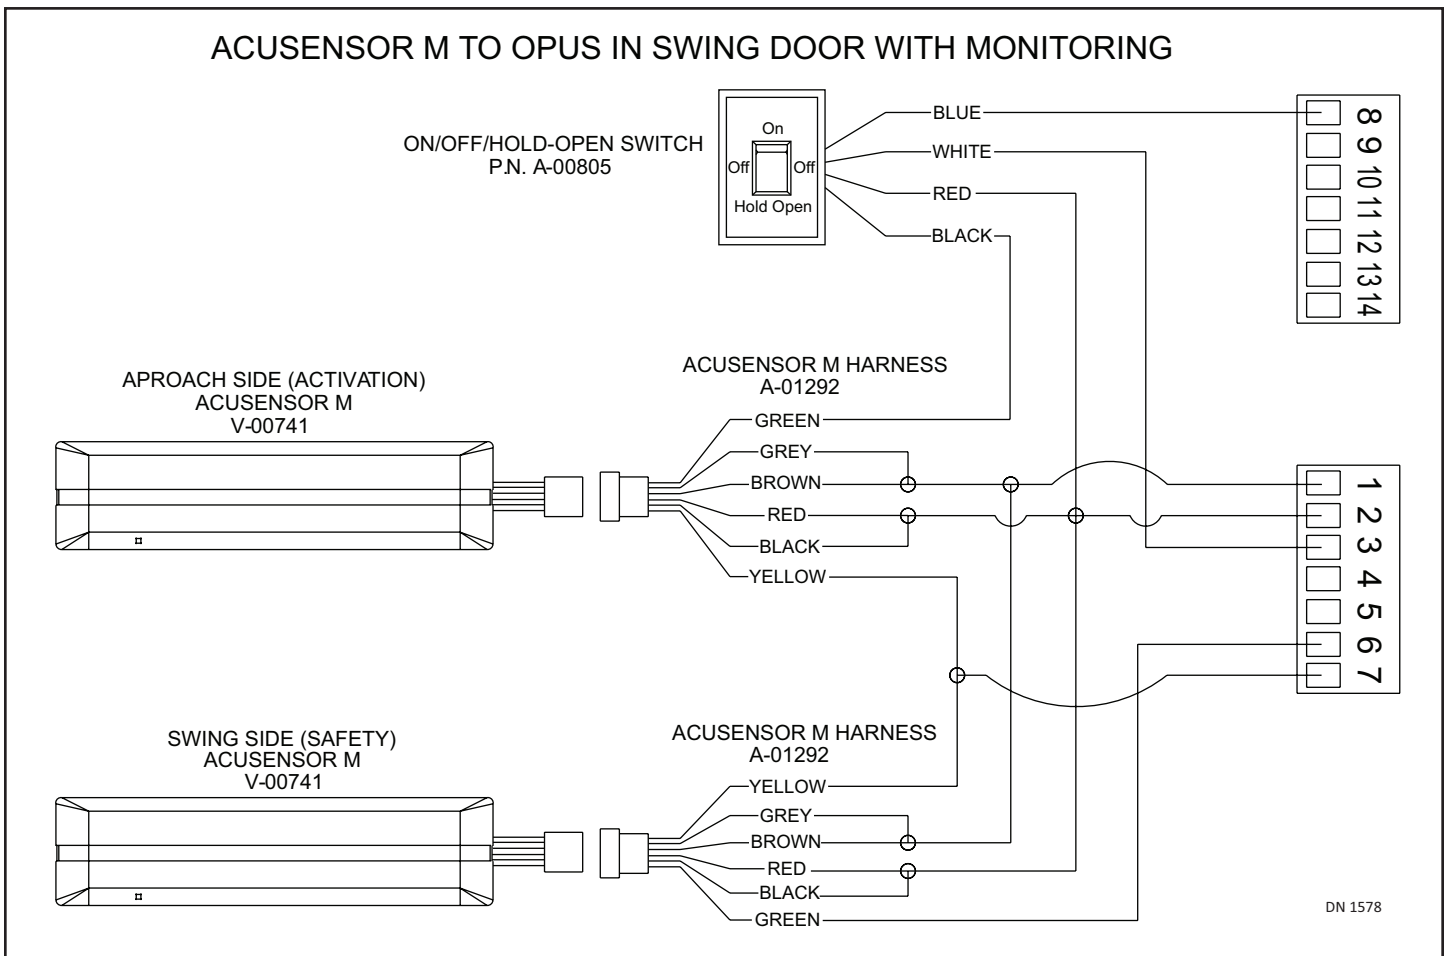 ACUSENSOR M TO OPUS IN SWING DOOR WITH MONITORING
ON/OFF/HOLD-OPEN SWITCH
P.N. A-00805
On
Off Off
Hold Open
BLUE
WHITE
RED
BLACK
8
9
10
11
12
13
14
APROACH SIDE (ACTIVATION)
ACUSENSOR M
V-00741
ACUSENSOR M HARNESS
A-01292
GREEN
GREY
BROWN
RED
BLACK
YELLOW
1
2
3
4
5
6
7
SWING SIDE (SAFETY)
ACUSENSOR M
V-00741
ACUSENSOR M HARNESS
A-01292
YELLOW
GREY
BROWN
RED
BLACK
GREEN
DN 1578